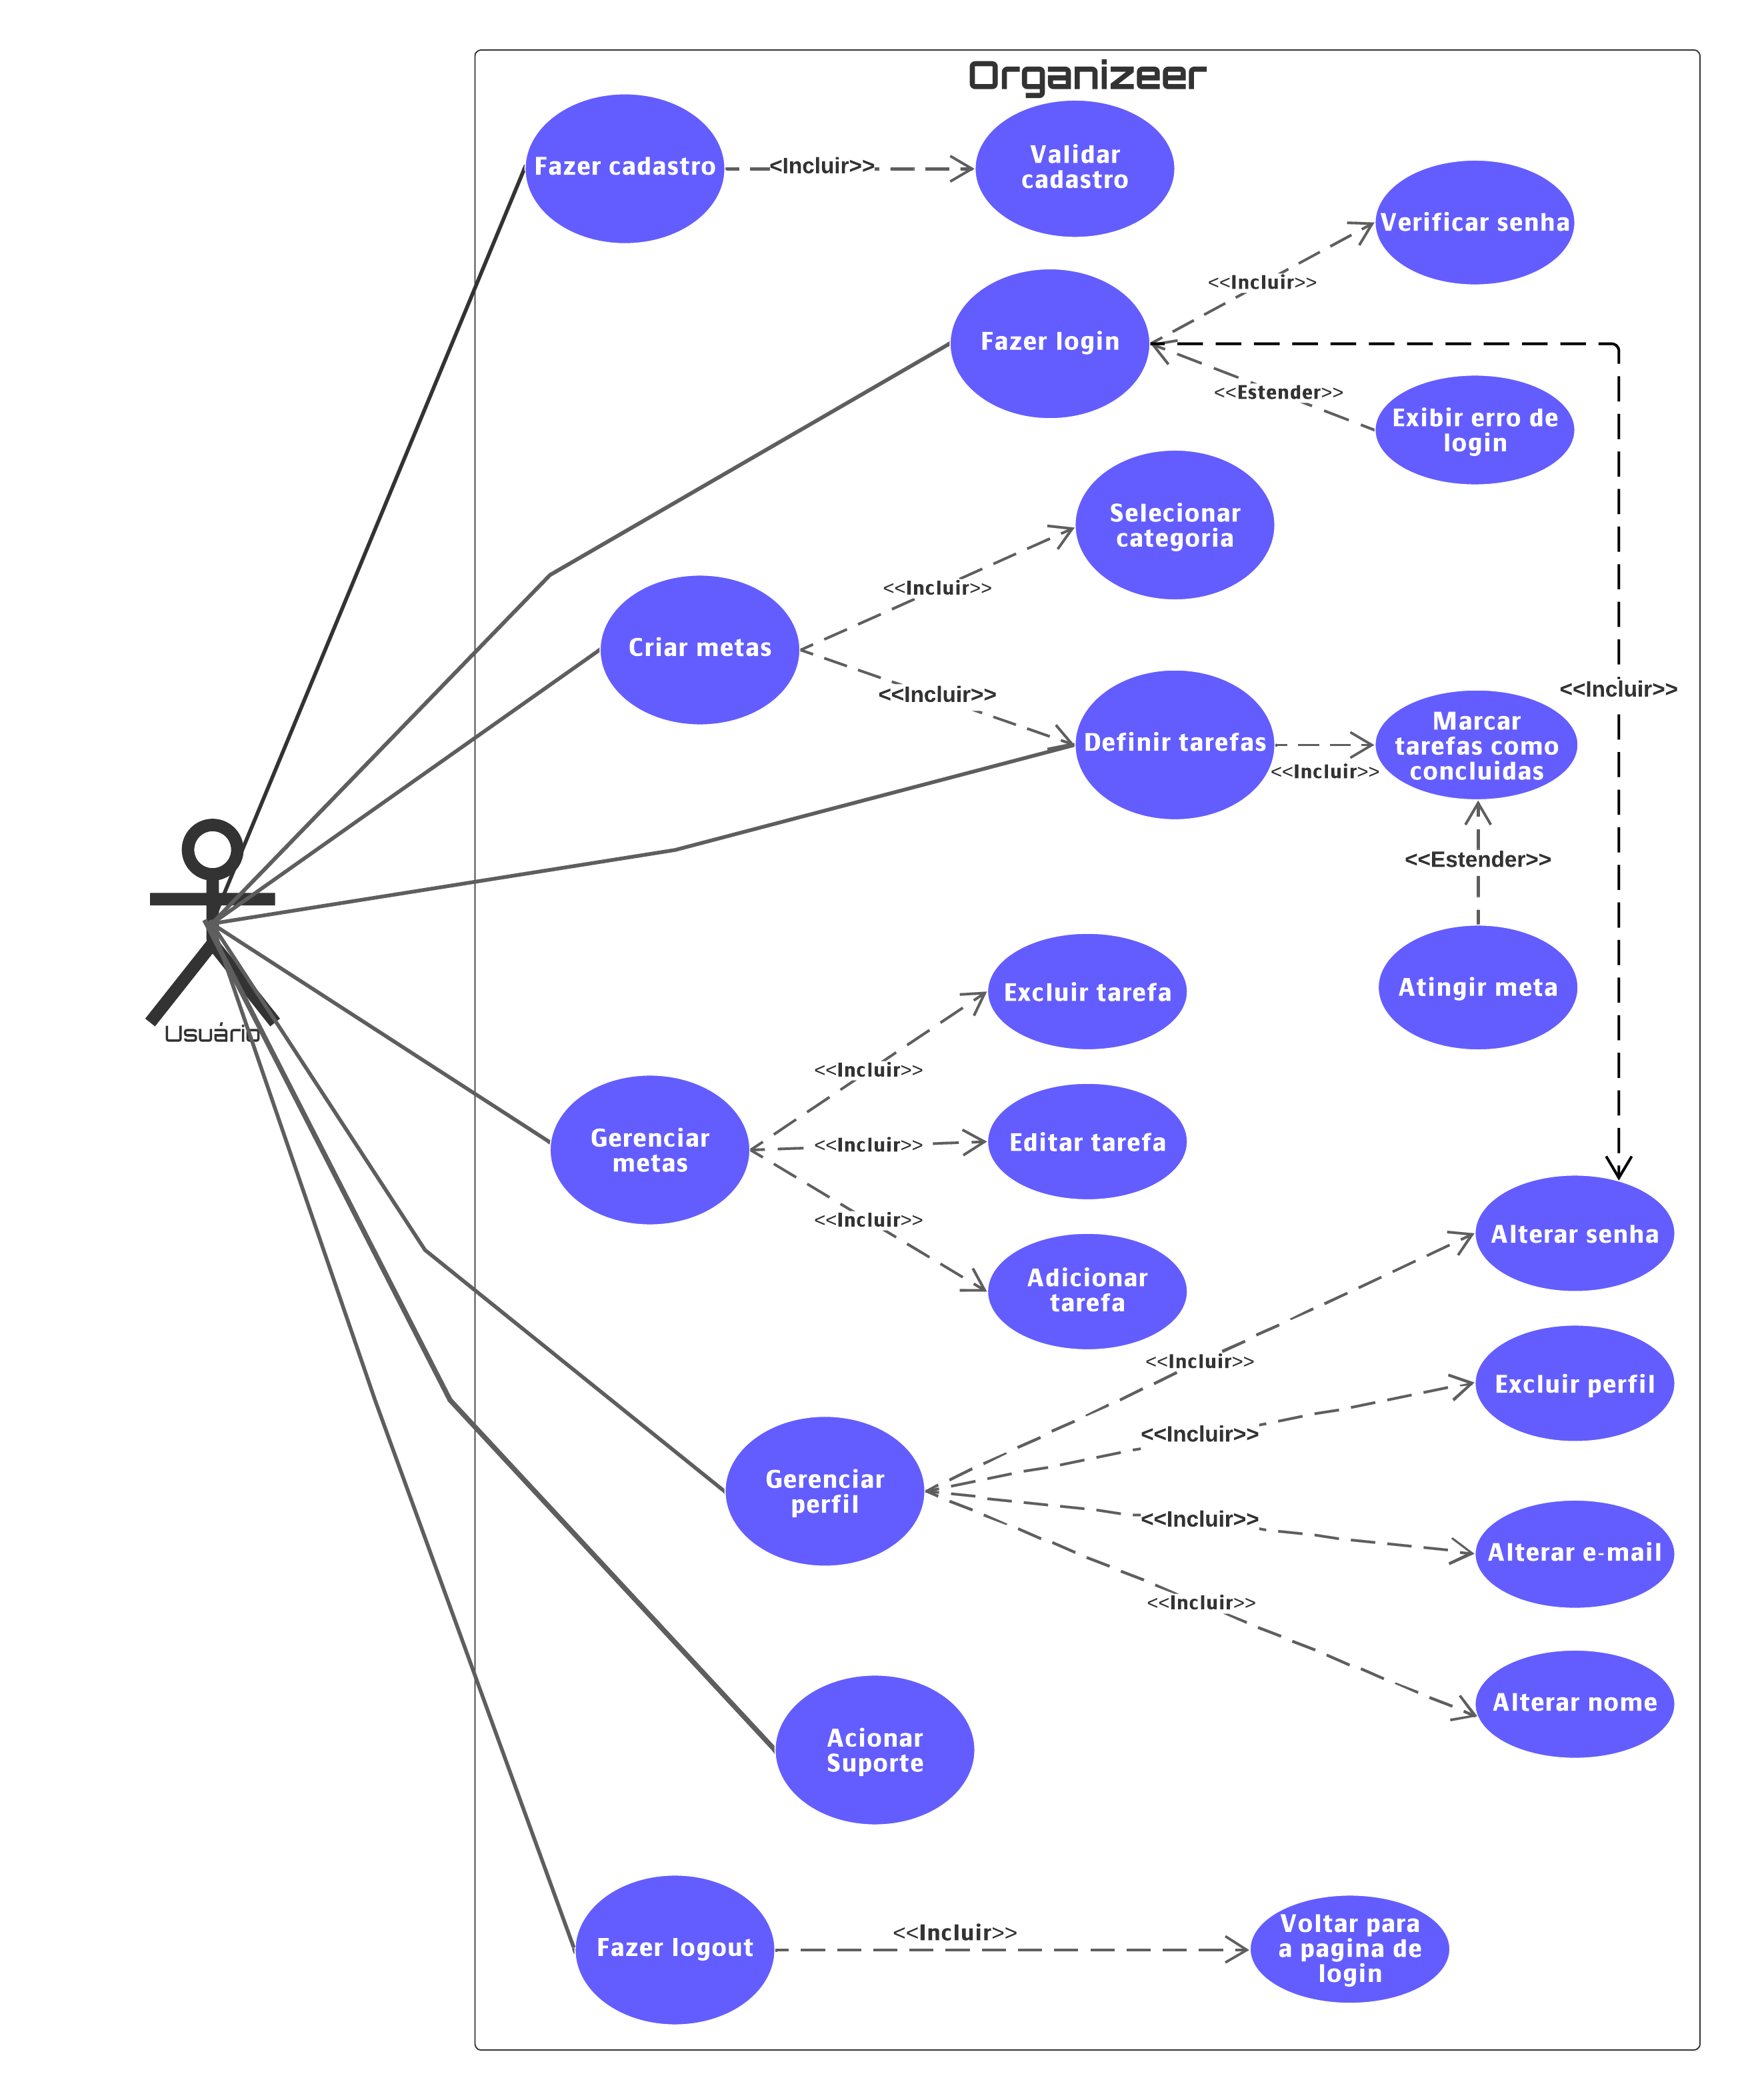 Organizeer
Fazer cadastro
<Incluir>>
Validar
cadastro
Verificar senha
<<Incluir>>
Fazer login
<<Estender>>
Exibir erro de
login
Selecionar
categoria
<<Incluir>>
Criar metas
<<Incluir>>
<<Incluir>>
Definir tarefas
<<Incluir>>
Marcar
tarefas como
concluidas
<<Estender>>
Atingir meta
Usuário
Excluir tarefa
<<Incluir>>
Gerenciar
metas
<<Incluir>>
Editar tarefa
<<Incluir>>
Adicionar
tarefa
Alterar senha
<<Incluir>>
Excluir perfil
<<Incluir>>
Gerenciar
perfil
<<Incluir>>
Alterar e-mail
<<Incluir>>
Alterar nome
Acionar
Suporte
Fazer logout
<<Incluir>>
Voltar para
a pagina de
login